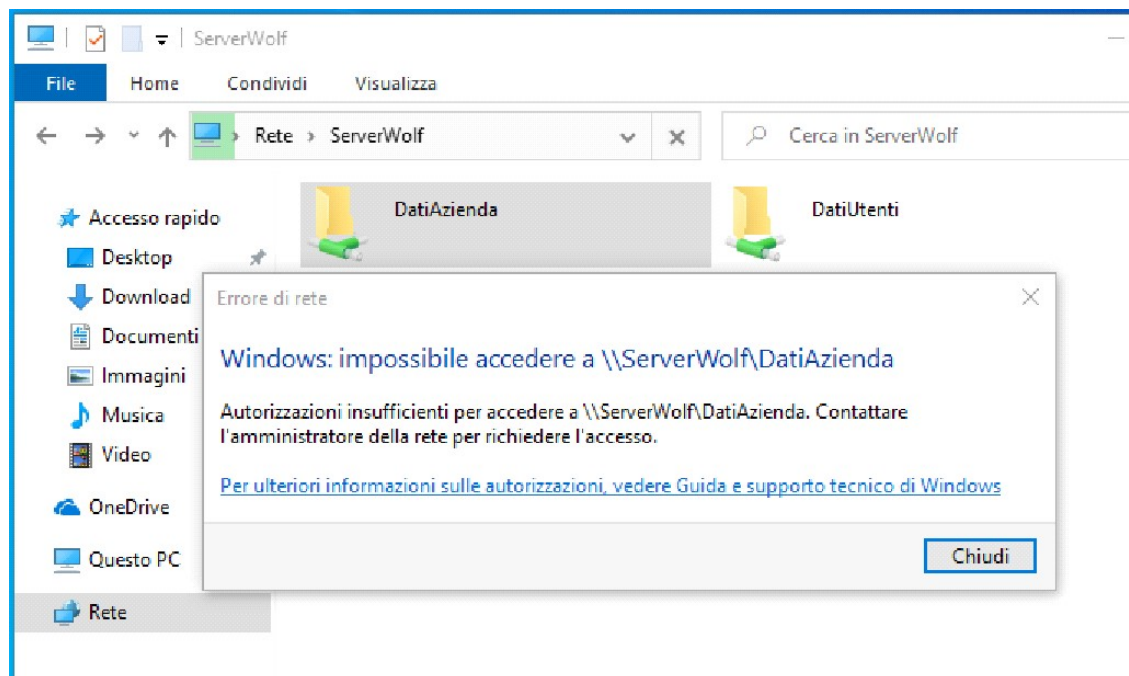 ServerWolf
File Home Condividi Visualizza
Rete ServerWolf Cerca in ServerWolf
Accesso rapido
Desktop
Download
Documenti
Immagini
Musica
Video
OneDrive
Questo PC
Rete
DatiAzienda DatiUtenti
Errore di rete
Windows: impossibile accedere a \\ServerWolf\DatiAzienda
Autorizzazioni insufficienti per accedere a \\ServerWolf\DatiAzienda. Contattare
l'amministratore della rete per richiedere l'accesso.
Per ulteriori informazioni sulle autorizzazioni, vedere Guida e supporto tecnico di Windows
Chiudi